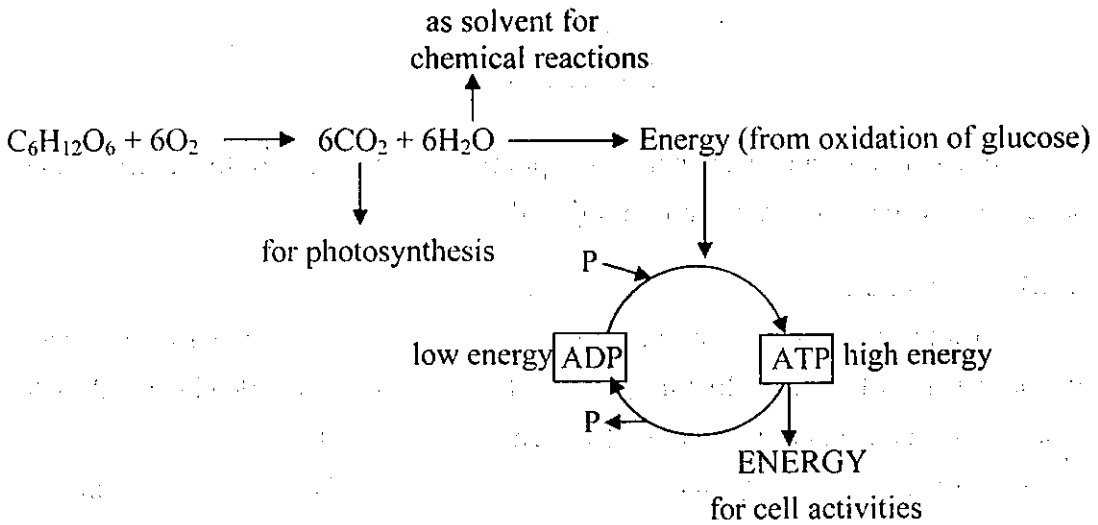 as solvent for
chemical reactions
C₆H₁₂O₆ + 6O₂ → 6CO₂ + 6H₂O → Energy (from oxidation of glucose)
for photosynthesis
P
low energy ADP ATP high energy
P
ENERGY
for cell activities